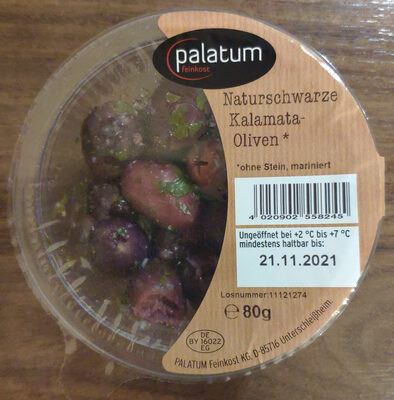 palatum
feinkost
Naturschwarze
Kalamata-
Oliven *
*ohne Stein, mariniert
4 020902 558245
Ungeöffnet bei +2 °C bis +7 °C
mindestens haltbar bis:
21.11.2021
Losnummer:11121274
℮ 80g
DE
BY 16022
EG
PALATUM Feinkost KG, D-85716 Unterschleißheim.